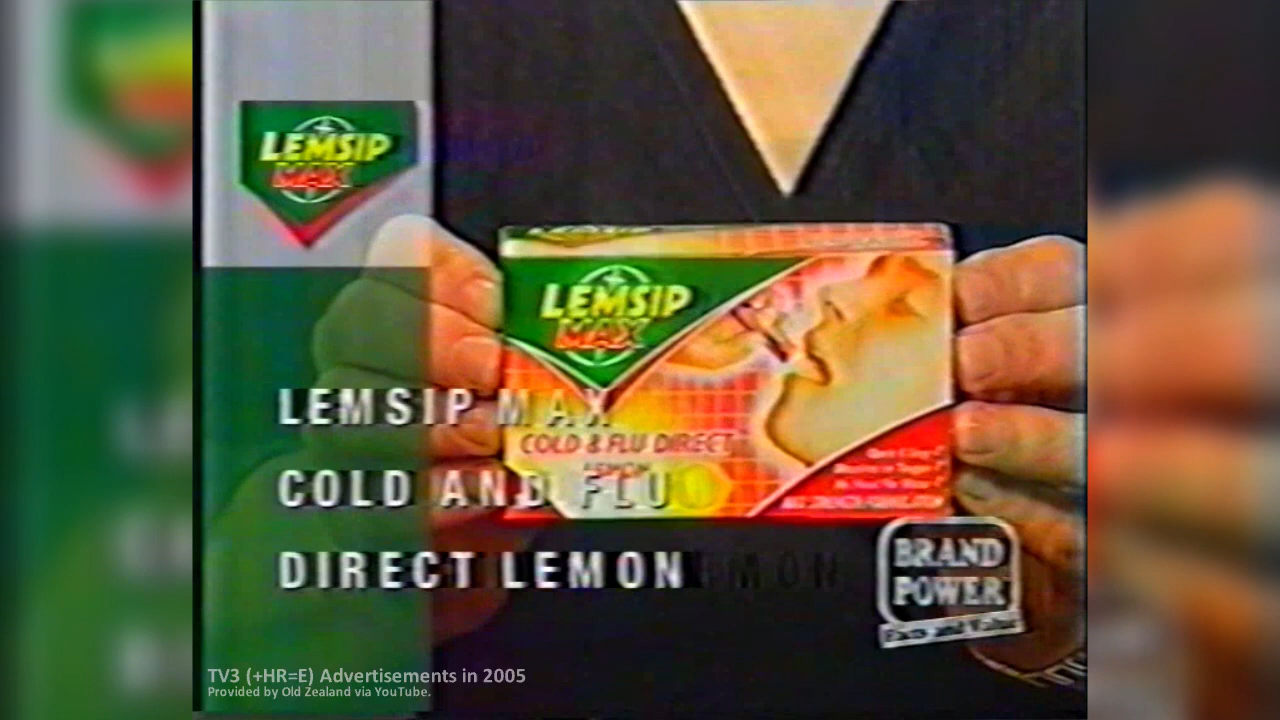 LEMSIP
MAX
LEMSIP
MAX
LEMSIP MAX
COLD & FLU DIRECT
LEMON
COLD AND FLU
DIRECT LEMON
BRAND
POWER
TV3 (+HR=E) Advertisements in 2005
Provided by Old Zealand via YouTube.